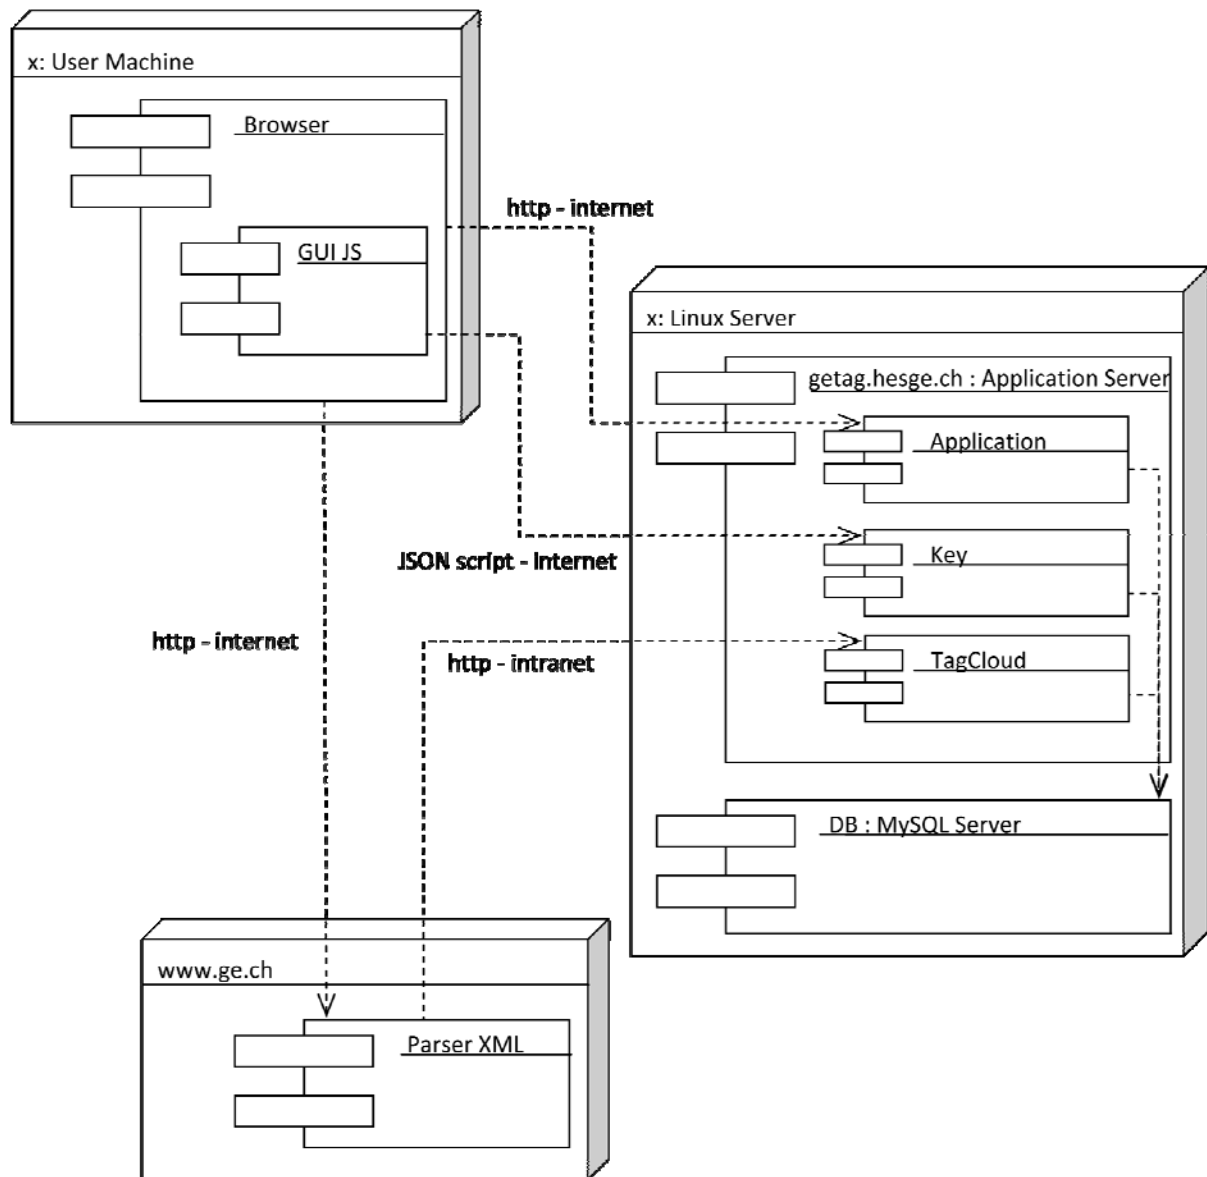 x: User Machine
Browser
http - internet
GUI JS
x: Linux Server
getag.hesge.ch : Application Server
Application
Key
JSON script - Internet
http - internet
http - intranet
TagCloud
DB : MySQL Server
www.ge.ch
Parser XML